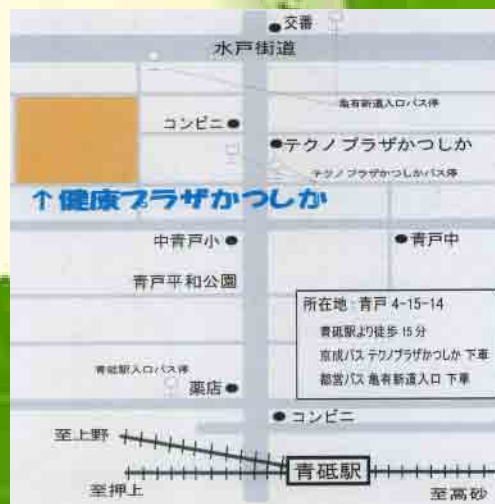 交番
水戸街道
亀有新道入口バス停
コンビニ
テクノプラザかつしか
テクノプラザかつしかバス停
↑健康プラザかつしか
中青戸小
青戸中
青戸平和公園
所在地:青戸 4-15-14
青砥駅より徒歩 15分
京成バス テクノプラザかつしか 下車
都営バス 亀有新道入口 下車
青砥駅入口バス停
薬店
コンビニ
至上野
青砥駅
至押上
至高砂